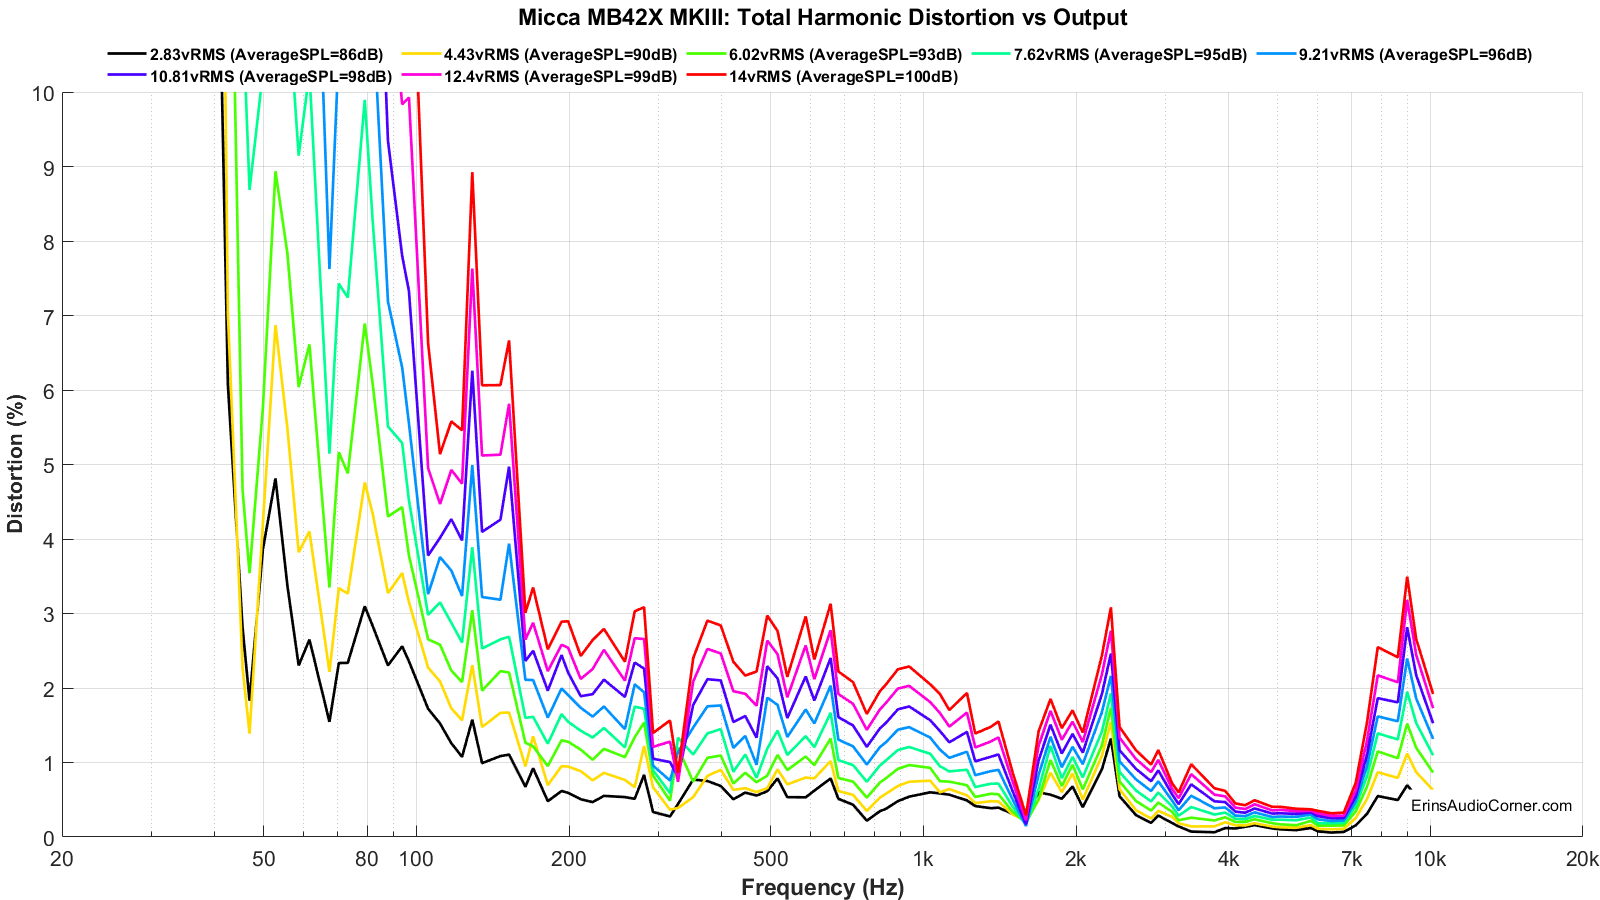 Micca MB42X MKIII: Total Harmonic Distortion vs Output
2.83vRMS (AverageSPL=86dB) 4.43vRMS (AverageSPL=90dB) 6.02vRMS (AverageSPL=93dB) 7.62vRMS (AverageSPL=95dB) 9.21vRMS (AverageSPL=96dB)
10.81vRMS (AverageSPL=98dB) 12.4vRMS (AverageSPL=99dB) 14vRMS (AverageSPL=100dB)
10
9
8
7
6
5
4
3
2
1
0
Distortion (%)
ErinsAudioCorner.com
20 50 80 100 200 500 1k 2k 4k 7k 10k 20k
Frequency (Hz)